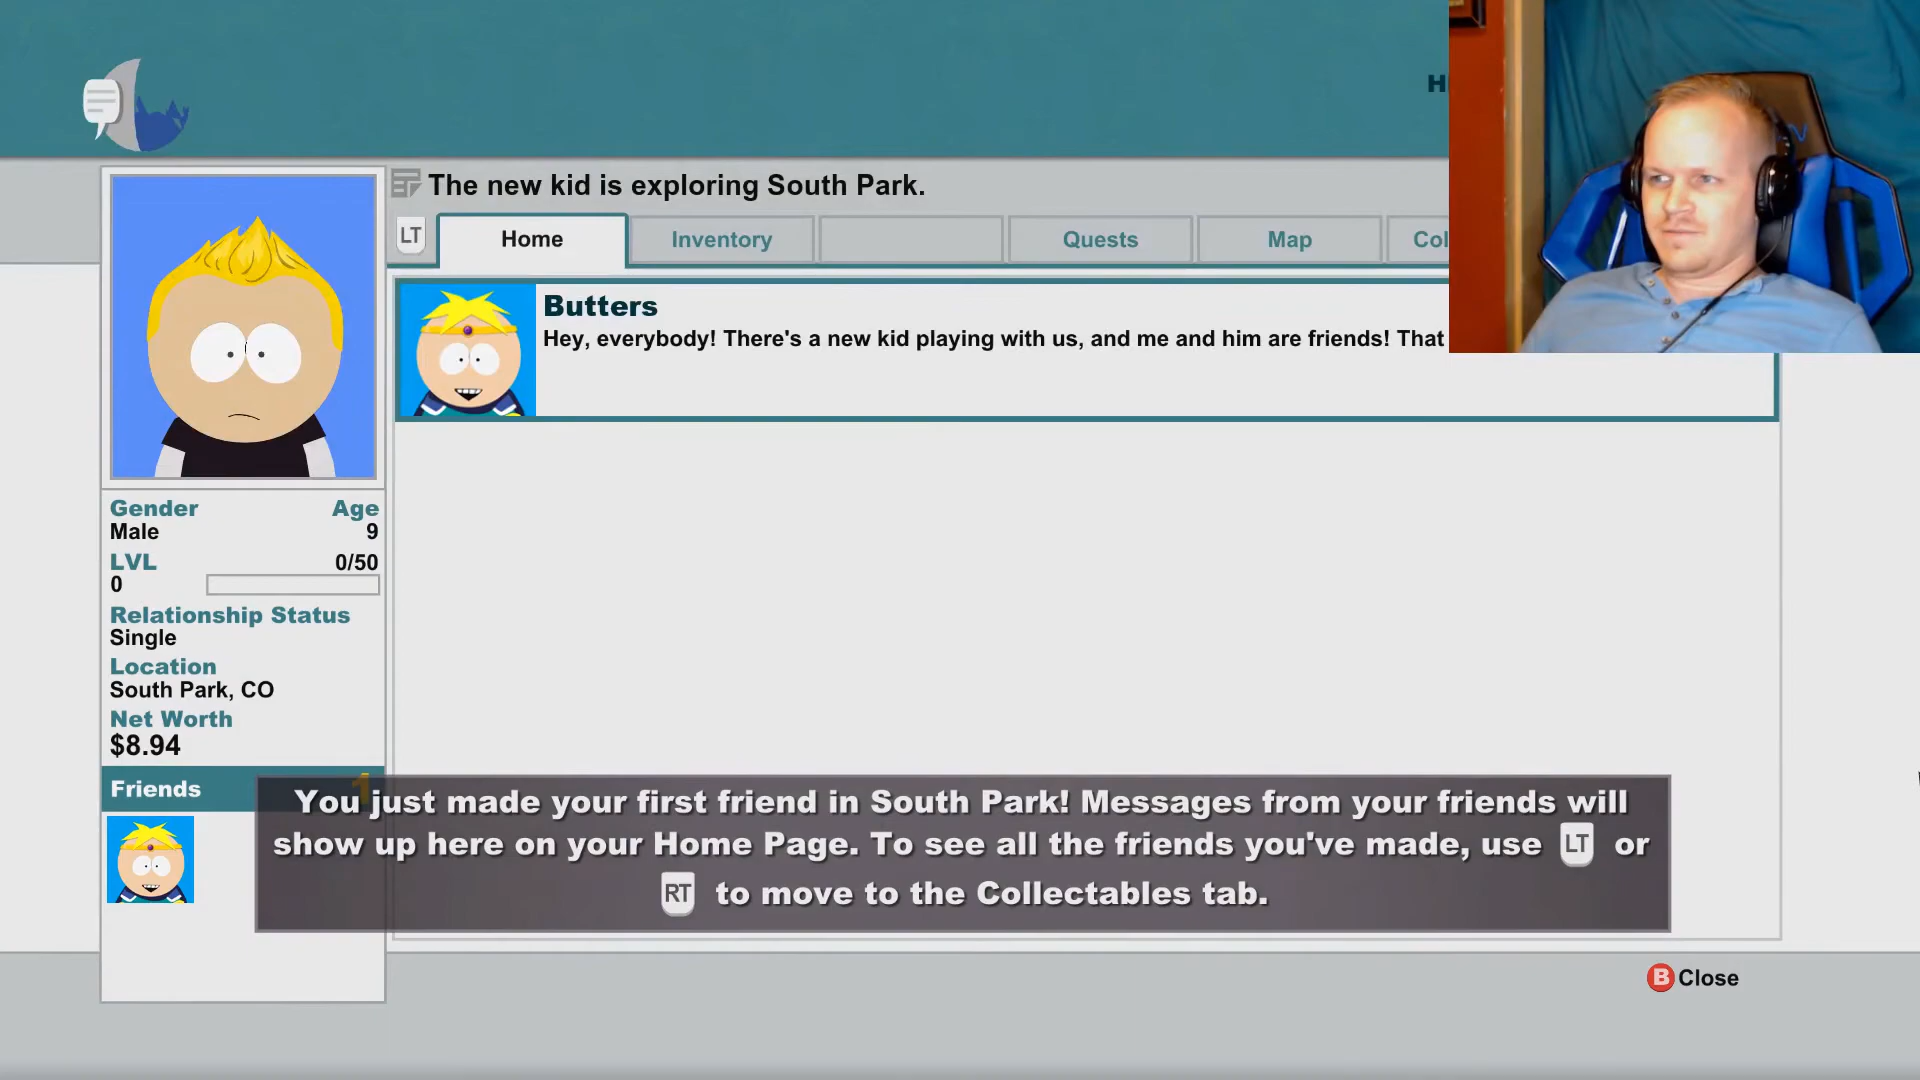 H
The new kid is exploring South Park.
LT
Home
Inventory
Quests
Map
Col
Butters
Hey, everybody! There's a new kid playing with us, and me and him are friends! That
Gender Age
Male 9
LVL 0/50
0
Relationship Status
Single
Location
South Park, CO
Net Worth
$8.94
Friends 1
You just made your first friend in South Park! Messages from your friends will
show up here on your Home Page. To see all the friends you've made, use LT or
RT to move to the Collectables tab.
B Close